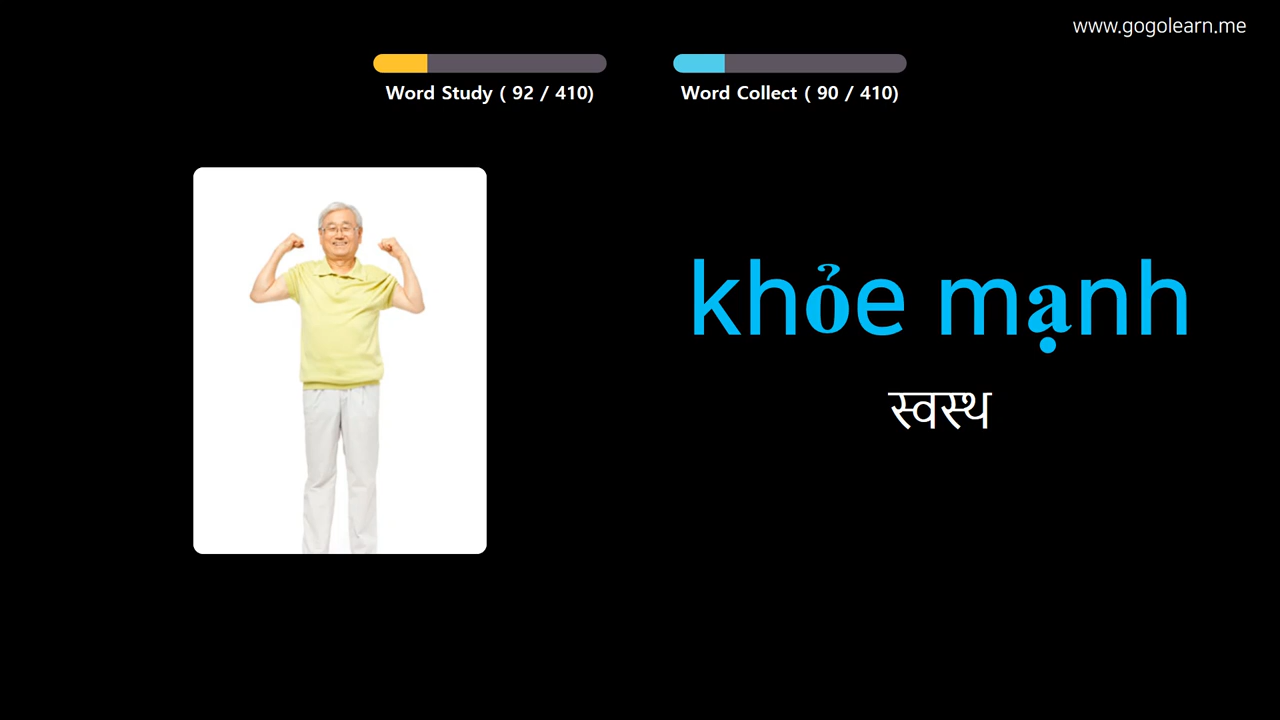 www.gogolearn.me
Word Study ( 92 / 410)
Word Collect ( 90 / 410)
khỏe mạnh
स्वस्थ